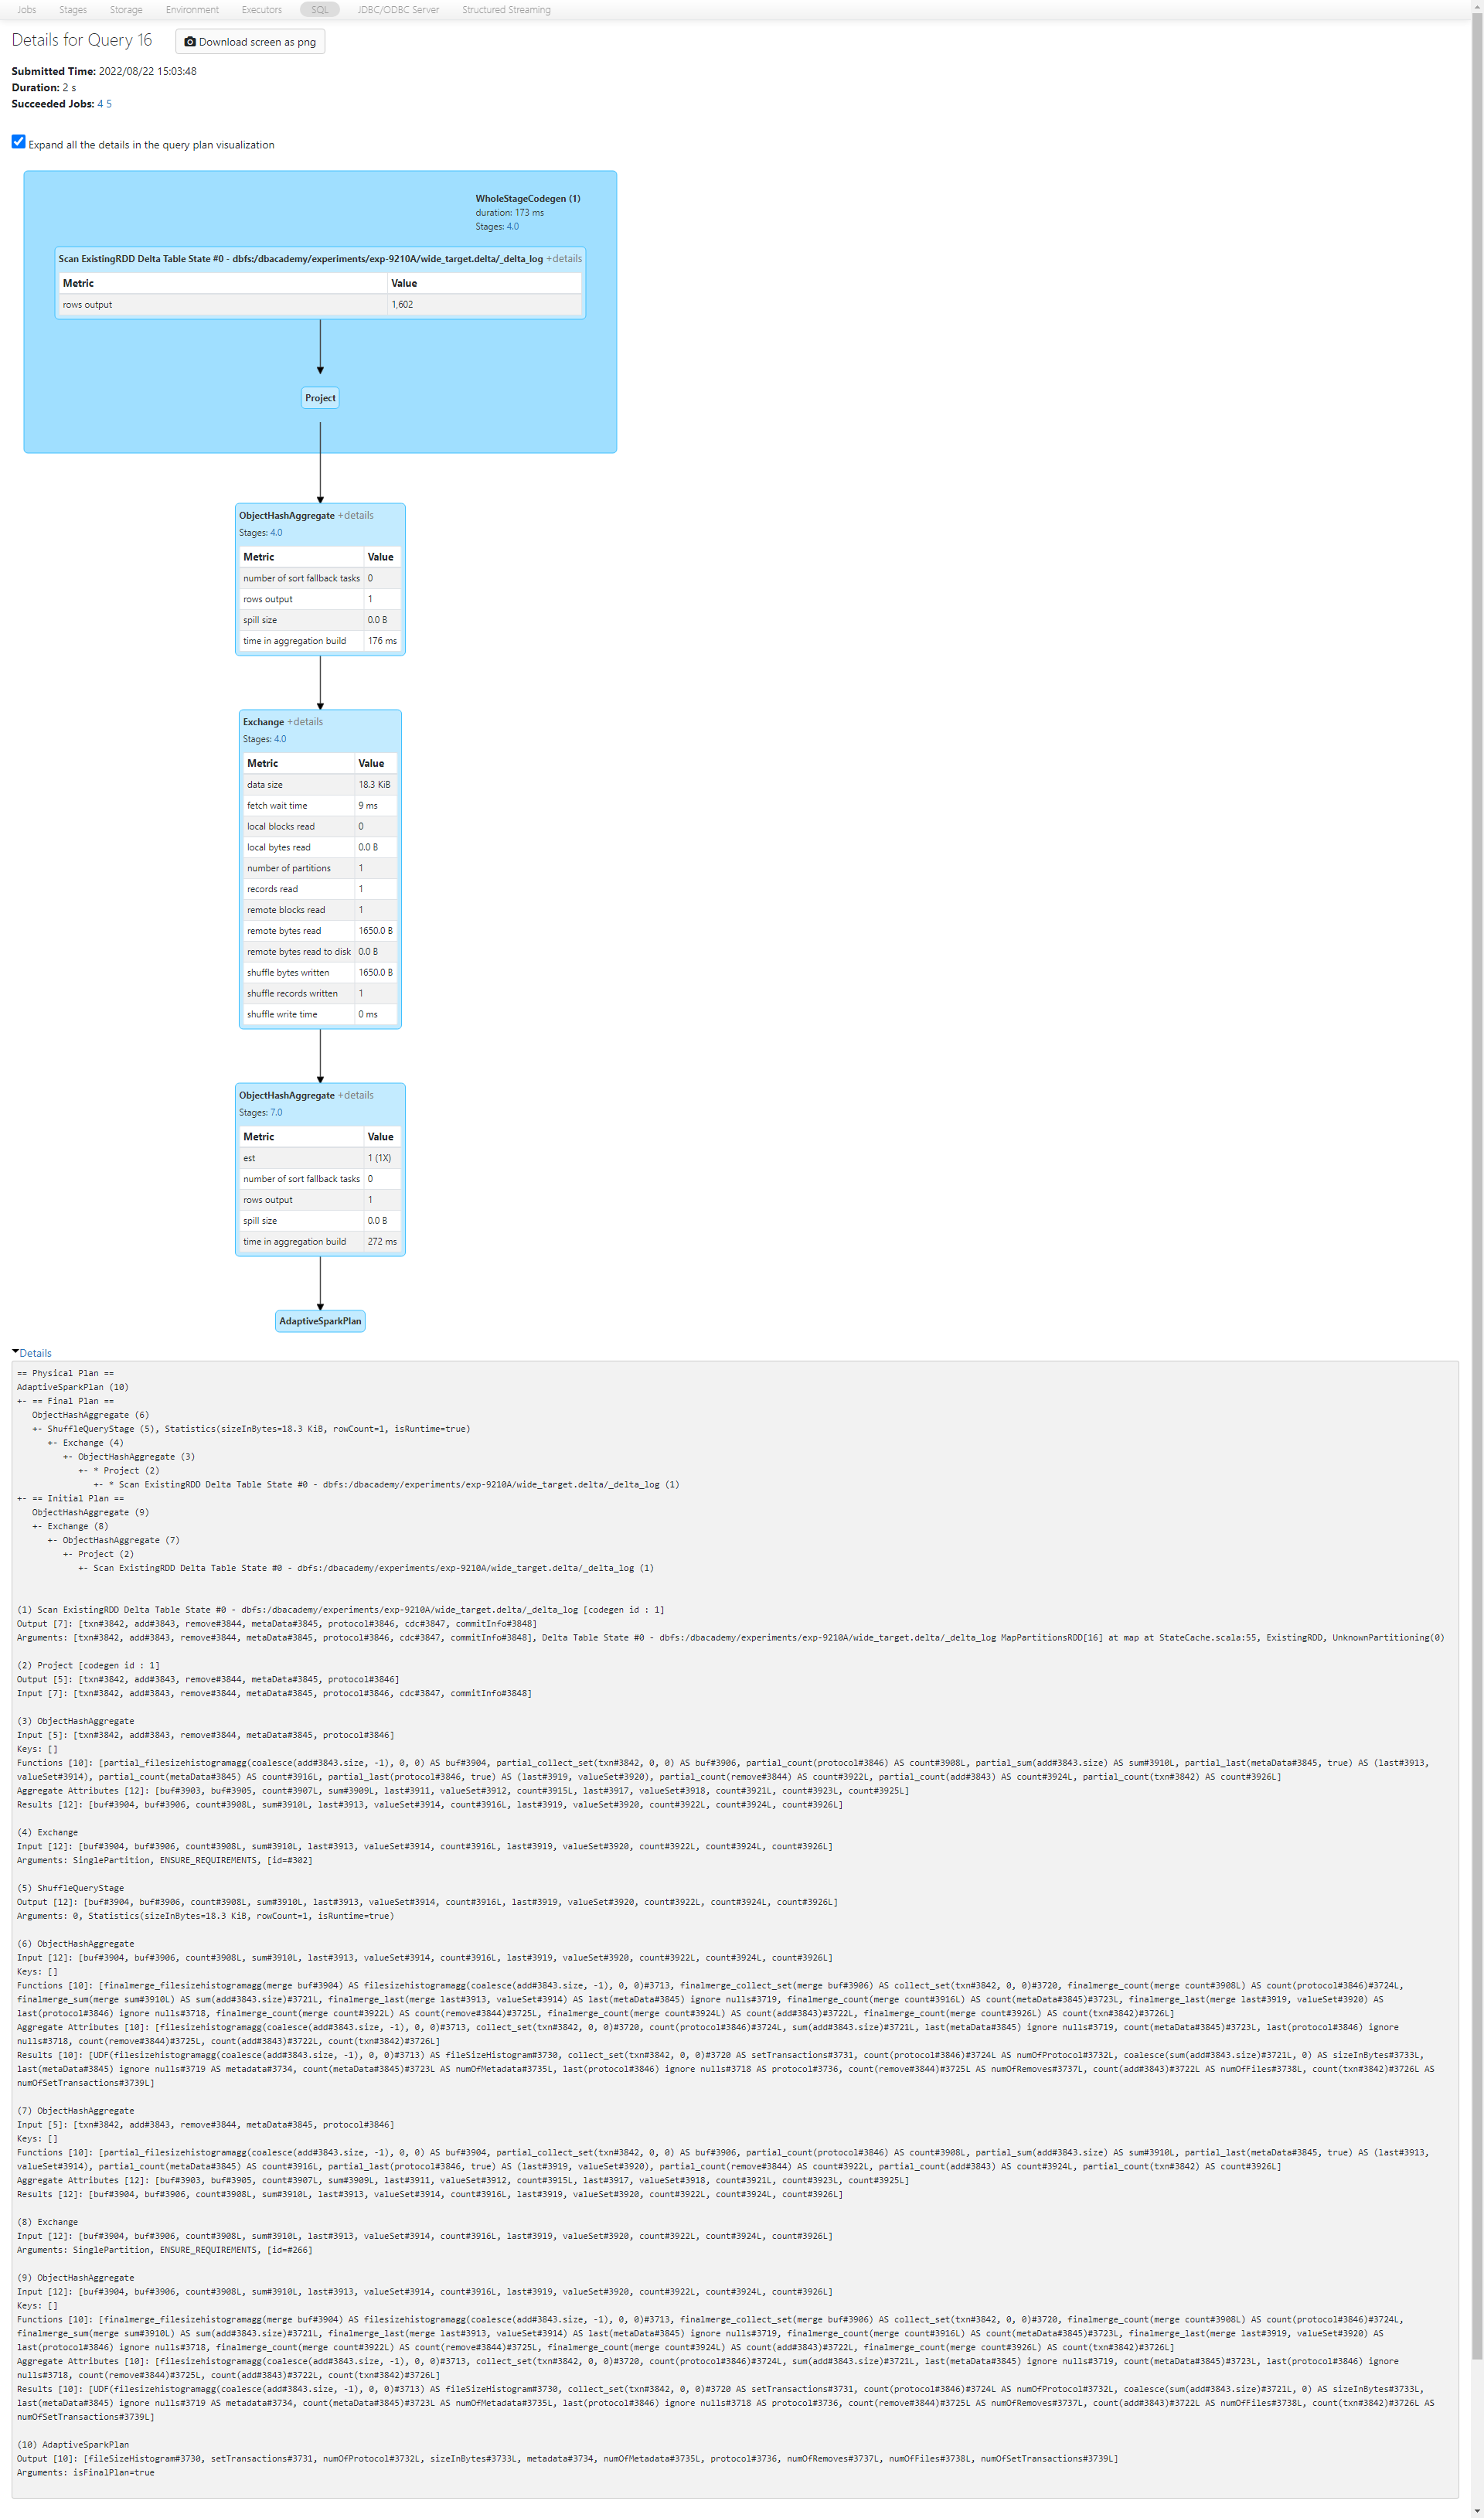 Jobs Stages Storage Environment Executors SQL JDBC/ODBC Server Structured Streaming
Details for Query 16 Download screen as png
Submitted Time: 2022/08/22 15:03:48
Duration: 2 s
Succeeded Jobs: 4 5
Expand all the details in the query plan visualization
WholeStageCodegen (1)
duration: 173 ms
Stages: 4.0
Scan ExistingRDD Delta Table State #0 - dbfs:/dbacademy/experiments/exp-9210A/wide_target.delta/_delta_log +details
Metric Value
rows output 1,602
Project
ObjectHashAggregate +details
Stages: 4.0
Metric Value
number of sort fallback tasks 0
rows output 1
spill size 0.0 B
time in aggregation build 176 ms
Exchange +details
Stages: 4.0
Metric Value
data size 18.3 KiB
fetch wait time 9 ms
local blocks read 0
local bytes read 0.0 B
number of partitions 1
records read 1
remote blocks read 1
remote bytes read 1650.0 B
remote bytes read to disk 0.0 B
shuffle bytes written 1650.0 B
shuffle records written 1
shuffle write time 0 ms
ObjectHashAggregate +details
Stages: 7.0
Metric Value
est 1 (1X)
number of sort fallback tasks 0
rows output 1
spill size 0.0 B
time in aggregation build 272 ms
AdaptiveSparkPlan
Details
== Physical Plan ==
AdaptiveSparkPlan (10)
+- == Final Plan ==
   ObjectHashAggregate (6)
   +- ShuffleQueryStage (5), Statistics(sizeInBytes=18.3 KiB, rowCount=1, isRuntime=true)
      +- Exchange (4)
         +- ObjectHashAggregate (3)
            +- * Project (2)
               +- * Scan ExistingRDD Delta Table State #0 - dbfs:/dbacademy/experiments/exp-9210A/wide_target.delta/_delta_log (1)
+- == Initial Plan ==
   ObjectHashAggregate (9)
   +- Exchange (8)
      +- ObjectHashAggregate (7)
         +- Project (2)
            +- Scan ExistingRDD Delta Table State #0 - dbfs:/dbacademy/experiments/exp-9210A/wide_target.delta/_delta_log (1)
(1) Scan ExistingRDD Delta Table State #0 - dbfs:/dbacademy/experiments/exp-9210A/wide_target.delta/_delta_log [codegen id : 1]
Output [7]: [txn#3842, add#3843, remove#3844, metaData#3845, protocol#3846, cdc#3847, commitInfo#3848]
Arguments: [txn#3842, add#3843, remove#3844, metaData#3845, protocol#3846, cdc#3847, commitInfo#3848], Delta Table State #0 - dbfs:/dbacademy/experiments/exp-9210A/wide_target.delta/_delta_log MapPartitionsRDD[16] at map at StateCache.scala:55, ExistingRDD, UnknownPartitioning(0)
(2) Project [codegen id : 1]
Output [5]: [txn#3842, add#3843, remove#3844, metaData#3845, protocol#3846]
Input [7]: [txn#3842, add#3843, remove#3844, metaData#3845, protocol#3846, cdc#3847, commitInfo#3848]
(3) ObjectHashAggregate
Input [5]: [txn#3842, add#3843, remove#3844, metaData#3845, protocol#3846]
Keys: []
Functions [10]: [partial_filesizehistogramagg(coalesce(add#3843.size, -1), 0, 0) AS buf#3904, partial_collect_set(txn#3842, 0, 0) AS buf#3906, partial_count(protocol#3846) AS count#3908L, partial_sum(add#3843.size) AS sum#3910L, partial_last(metaData#3845, true) AS (last#3913,
valueSet#3914), partial_count(metaData#3845) AS count#3916L, partial_last(protocol#3846, true) AS (last#3919, valueSet#3920), partial_count(remove#3844) AS count#3922L, partial_count(add#3843) AS count#3924L, partial_count(txn#3842) AS count#3926L]
Aggregate Attributes [12]: [buf#3903, buf#3905, count#3907L, sum#3909L, last#3911, valueSet#3912, count#3915L, last#3917, valueSet#3918, count#3921L, count#3923L, count#3925L]
Results [12]: [buf#3904, buf#3906, count#3908L, sum#3910L, last#3913, valueSet#3914, count#3916L, last#3919, valueSet#3920, count#3922L, count#3924L, count#3926L]
(4) Exchange
Input [12]: [buf#3904, buf#3906, count#3908L, sum#3910L, last#3913, valueSet#3914, count#3916L, last#3919, valueSet#3920, count#3922L, count#3924L, count#3926L]
Arguments: SinglePartition, ENSURE_REQUIREMENTS, [id=#302]
(5) ShuffleQueryStage
Output [12]: [buf#3904, buf#3906, count#3908L, sum#3910L, last#3913, valueSet#3914, count#3916L, last#3919, valueSet#3920, count#3922L, count#3924L, count#3926L]
Arguments: 0, Statistics(sizeInBytes=18.3 KiB, rowCount=1, isRuntime=true)
(6) ObjectHashAggregate
Input [12]: [buf#3904, buf#3906, count#3908L, sum#3910L, last#3913, valueSet#3914, count#3916L, last#3919, valueSet#3920, count#3922L, count#3924L, count#3926L]
Keys: []
Functions [10]: [finalmerge_filesizehistogramagg(merge buf#3904) AS filesizehistogramagg(coalesce(add#3843.size, -1), 0, 0)#3713, finalmerge_collect_set(merge buf#3906) AS collect_set(txn#3842, 0, 0)#3720, finalmerge_count(merge count#3908L) AS count(protocol#3846)#3724L,
finalmerge_sum(merge sum#3910L) AS sum(add#3843.size)#3721L, finalmerge_last(merge last#3913, valueSet#3914) AS last(metaData#3845) ignore nulls#3719, finalmerge_count(merge count#3916L) AS count(metaData#3845)#3723L, finalmerge_last(merge last#3919, valueSet#3920) AS
last(protocol#3846) ignore nulls#3718, finalmerge_count(merge count#3922L) AS count(remove#3844)#3725L, finalmerge_count(merge count#3924L) AS count(add#3843)#3722L, finalmerge_count(merge count#3926L) AS count(txn#3842)#3726L]
Aggregate Attributes [10]: [filesizehistogramagg(coalesce(add#3843.size, -1), 0, 0)#3713, collect_set(txn#3842, 0, 0)#3720, count(protocol#3846)#3724L, sum(add#3843.size)#3721L, last(metaData#3845) ignore nulls#3719, count(metaData#3845)#3723L, last(protocol#3846) ignore
nulls#3718, count(remove#3844)#3725L, count(add#3843)#3722L, count(txn#3842)#3726L]
Results [10]: [UDF(filesizehistogramagg(coalesce(add#3843.size, -1), 0, 0)#3713) AS fileSizeHistogram#3730, collect_set(txn#3842, 0, 0)#3720 AS setTransactions#3731, count(protocol#3846)#3724L AS numOfProtocol#3732L, coalesce(sum(add#3843.size)#3721L, 0) AS sizeInBytes#3733L,
last(metaData#3845) ignore nulls#3719 AS metadata#3734, count(metaData#3845)#3723L AS numOfMetadata#3735L, last(protocol#3846) ignore nulls#3718 AS protocol#3736, count(remove#3844)#3725L AS numOfRemoves#3737L, count(add#3843)#3722L AS numOfFiles#3738L, count(txn#3842)#3726L AS
numOfSetTransactions#3739L]
(7) ObjectHashAggregate
Input [5]: [txn#3842, add#3843, remove#3844, metaData#3845, protocol#3846]
Keys: []
Functions [10]: [partial_filesizehistogramagg(coalesce(add#3843.size, -1), 0, 0) AS buf#3904, partial_collect_set(txn#3842, 0, 0) AS buf#3906, partial_count(protocol#3846) AS count#3908L, partial_sum(add#3843.size) AS sum#3910L, partial_last(metaData#3845, true) AS (last#3913,
valueSet#3914), partial_count(metaData#3845) AS count#3916L, partial_last(protocol#3846, true) AS (last#3919, valueSet#3920), partial_count(remove#3844) AS count#3922L, partial_count(add#3843) AS count#3924L, partial_count(txn#3842) AS count#3926L]
Aggregate Attributes [12]: [buf#3903, buf#3905, count#3907L, sum#3909L, last#3911, valueSet#3912, count#3915L, last#3917, valueSet#3918, count#3921L, count#3923L, count#3925L]
Results [12]: [buf#3904, buf#3906, count#3908L, sum#3910L, last#3913, valueSet#3914, count#3916L, last#3919, valueSet#3920, count#3922L, count#3924L, count#3926L]
(8) Exchange
Input [12]: [buf#3904, buf#3906, count#3908L, sum#3910L, last#3913, valueSet#3914, count#3916L, last#3919, valueSet#3920, count#3922L, count#3924L, count#3926L]
Arguments: SinglePartition, ENSURE_REQUIREMENTS, [id=#266]
(9) ObjectHashAggregate
Input [12]: [buf#3904, buf#3906, count#3908L, sum#3910L, last#3913, valueSet#3914, count#3916L, last#3919, valueSet#3920, count#3922L, count#3924L, count#3926L]
Keys: []
Functions [10]: [finalmerge_filesizehistogramagg(merge buf#3904) AS filesizehistogramagg(coalesce(add#3843.size, -1), 0, 0)#3713, finalmerge_collect_set(merge buf#3906) AS collect_set(txn#3842, 0, 0)#3720, finalmerge_count(merge count#3908L) AS count(protocol#3846)#3724L,
finalmerge_sum(merge sum#3910L) AS sum(add#3843.size)#3721L, finalmerge_last(merge last#3913, valueSet#3914) AS last(metaData#3845) ignore nulls#3719, finalmerge_count(merge count#3916L) AS count(metaData#3845)#3723L, finalmerge_last(merge last#3919, valueSet#3920) AS
last(protocol#3846) ignore nulls#3718, finalmerge_count(merge count#3922L) AS count(remove#3844)#3725L, finalmerge_count(merge count#3924L) AS count(add#3843)#3722L, finalmerge_count(merge count#3926L) AS count(txn#3842)#3726L]
Aggregate Attributes [10]: [filesizehistogramagg(coalesce(add#3843.size, -1), 0, 0)#3713, collect_set(txn#3842, 0, 0)#3720, count(protocol#3846)#3724L, sum(add#3843.size)#3721L, last(metaData#3845) ignore nulls#3719, count(metaData#3845)#3723L, last(protocol#3846) ignore
nulls#3718, count(remove#3844)#3725L, count(add#3843)#3722L, count(txn#3842)#3726L]
Results [10]: [UDF(filesizehistogramagg(coalesce(add#3843.size, -1), 0, 0)#3713) AS fileSizeHistogram#3730, collect_set(txn#3842, 0, 0)#3720 AS setTransactions#3731, count(protocol#3846)#3724L AS numOfProtocol#3732L, coalesce(sum(add#3843.size)#3721L, 0) AS sizeInBytes#3733L,
last(metaData#3845) ignore nulls#3719 AS metadata#3734, count(metaData#3845)#3723L AS numOfMetadata#3735L, last(protocol#3846) ignore nulls#3718 AS protocol#3736, count(remove#3844)#3725L AS numOfRemoves#3737L, count(add#3843)#3722L AS numOfFiles#3738L, count(txn#3842)#3726L AS
numOfSetTransactions#3739L]
(10) AdaptiveSparkPlan
Output [10]: [fileSizeHistogram#3730, setTransactions#3731, numOfProtocol#3732L, sizeInBytes#3733L, metadata#3734, numOfMetadata#3735L, protocol#3736, numOfRemoves#3737L, numOfFiles#3738L, numOfSetTransactions#3739L]
Arguments: isFinalPlan=true